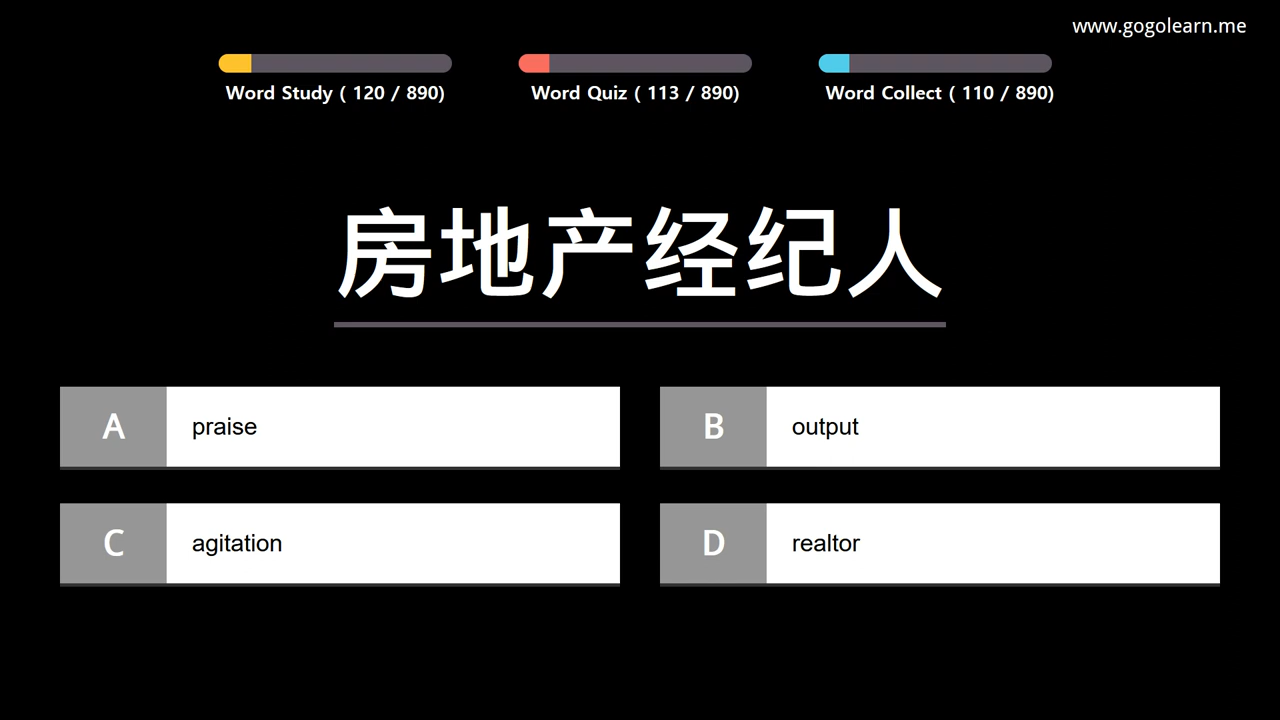 www.gogolearn.me
Word Study ( 120 / 890)
Word Quiz ( 113 / 890)
Word Collect ( 110 / 890)
房地产经纪人
A praise
B output
C agitation
D realtor